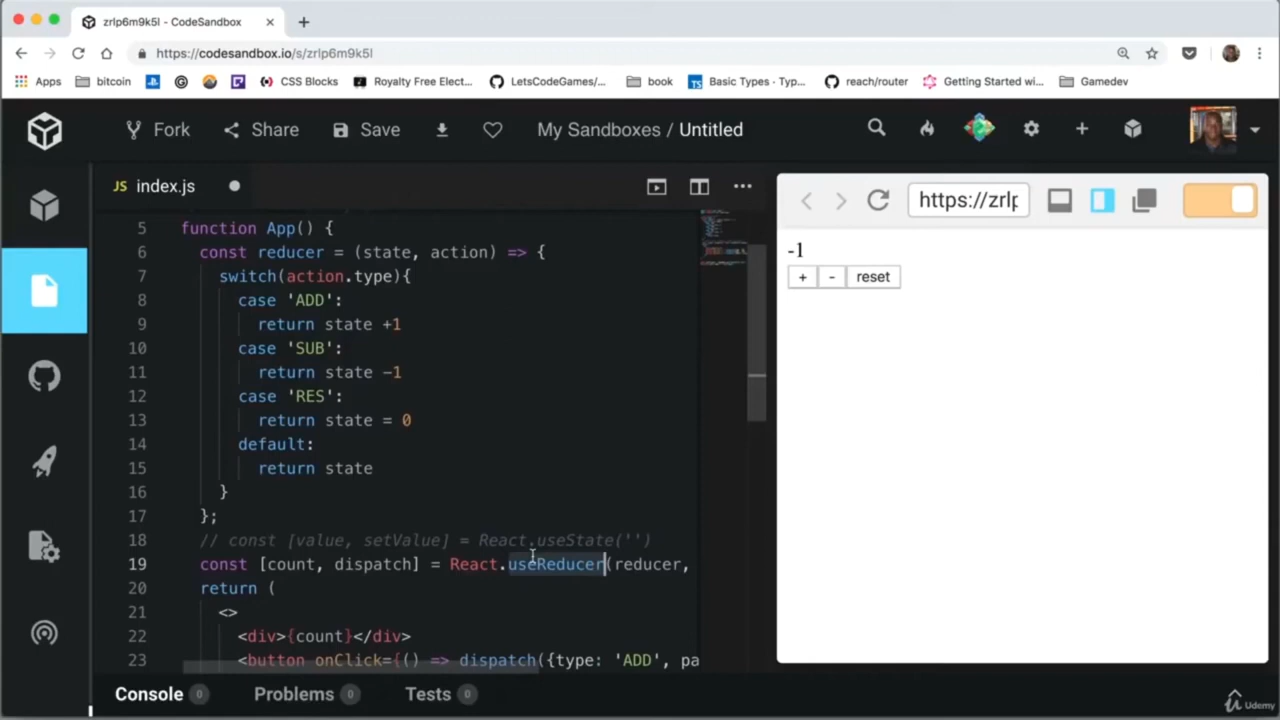 zrlp6m9k5l - CodeSandbox
https://codesandbox.io/s/zrlp6m9k5l
Apps bitcoin CSS Blocks Royalty Free Elect... LetsCodeGames/... book TS Basic Types - Typ... reach/router Getting Started wi... Gamedev
Fork Share Save My Sandboxes / Untitled
JS index.js
https://zrlp
5 function App() {
6 const reducer = (state, action) => {
7 switch(action.type){
8 case 'ADD':
9 return state +1
10 case 'SUB':
11 return state -1
12 case 'RES':
13 return state = 0
14 default:
15 return state
16 }
17 };
18 // const [value, setValue] = React.useState('')
19 const [count, dispatch] = React.useReducer(reducer,
20 return (
21 <>
22 <div>{count}</div>
23 <button onClick={() => dispatch({type: 'ADD', pa
-1
+ - reset
Console 0 Problems 0 Tests 0
Udemy